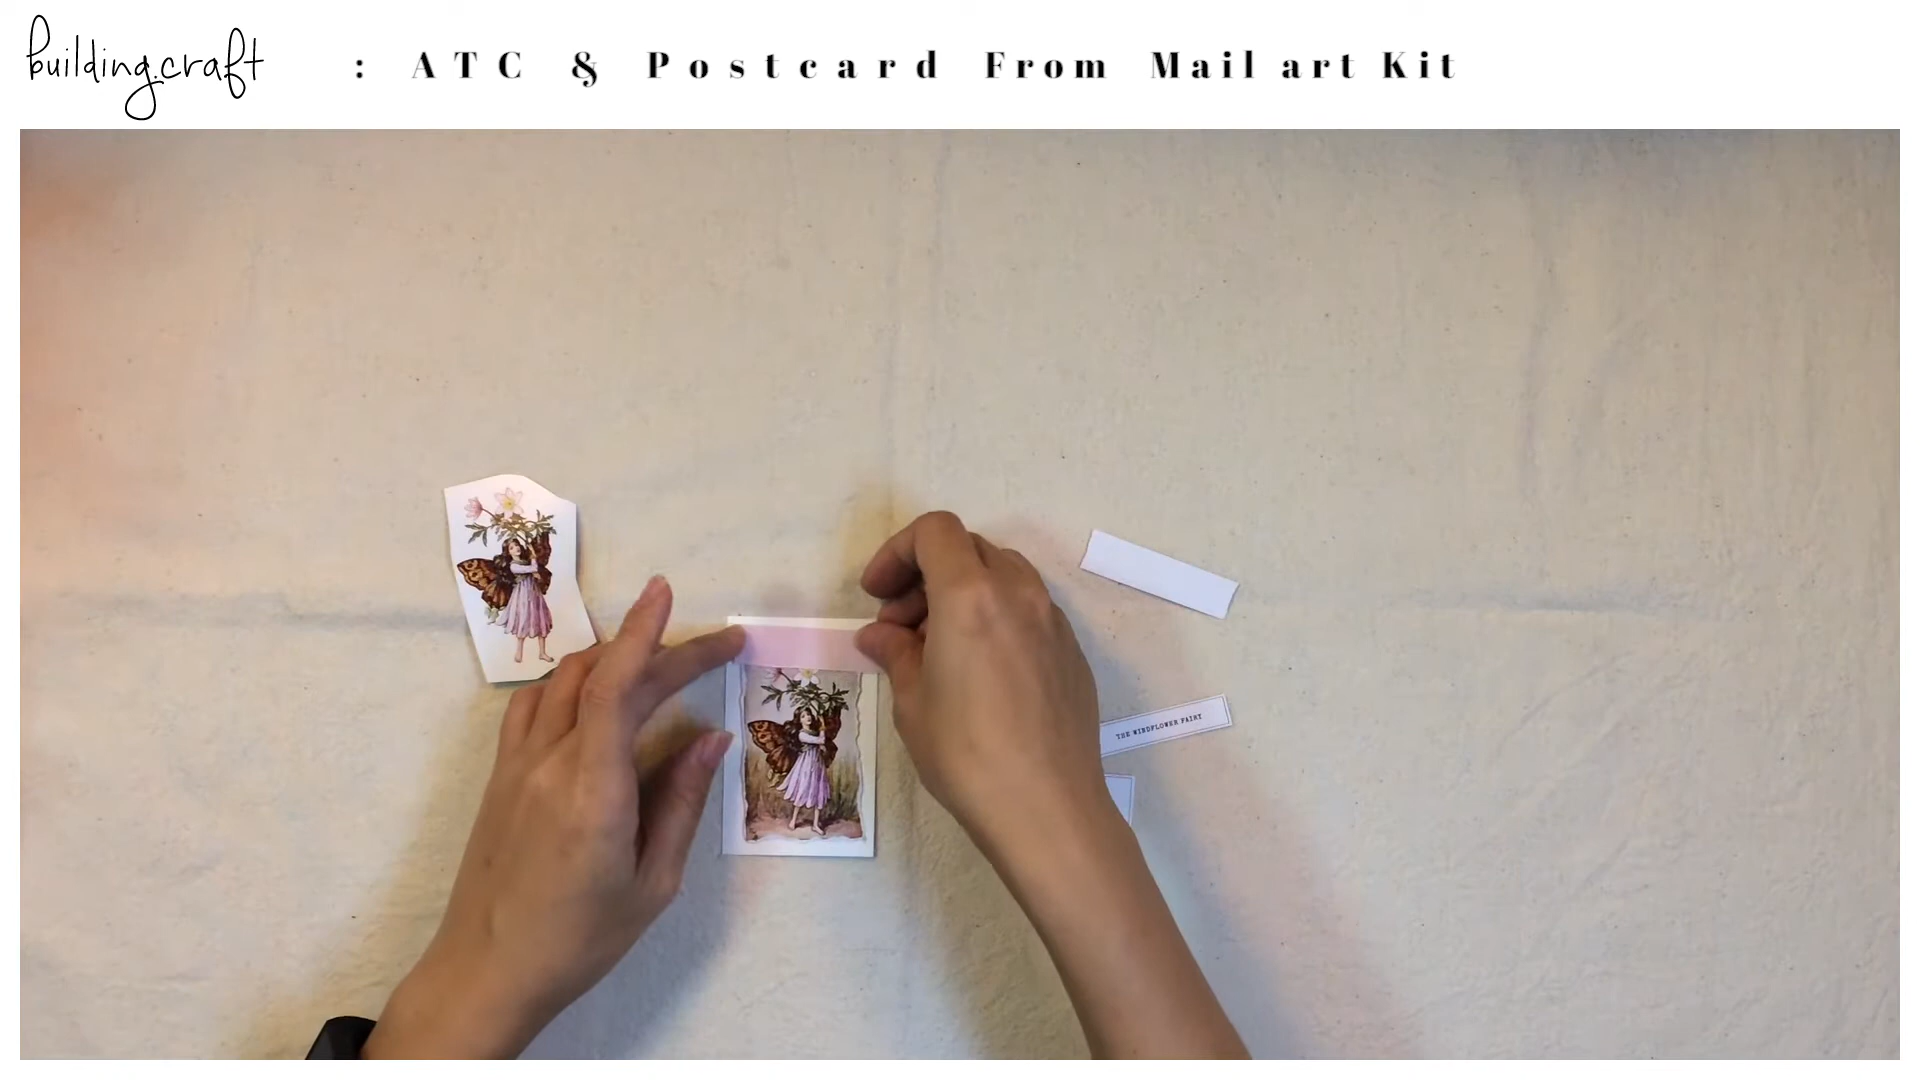 building.craft : ATC & Postcard From Mail art Kit
THE WINDFLOWER FAIRY